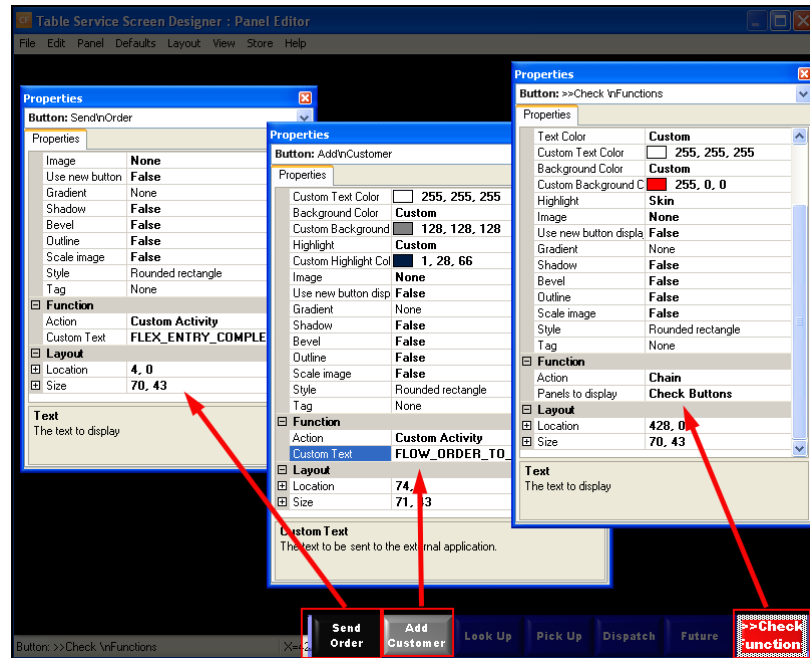 CF Table Service Screen Designer : Panel Editor
File Edit Panel Defaults Layout View Store Help
Properties
Button: Send\nOrder
Properties
Image None
Use new button False
Gradient None
Shadow False
Bevel False
Outline False
Scale image False
Style Rounded rectangle
Tag None
Function
Action Custom Activity
Custom Text FLEX_ENTRY_COMPLE
Layout
Location 4, 0
Size 70, 43
Text
The text to display
Properties
Button: Add\nCustomer
Properties
Custom Text Color 255, 255, 255
Background Color Custom
Custom Background 128, 128, 128
Highlight Custom
Custom Highlight Col 1, 28, 66
Image None
Use new button disp False
Gradient None
Shadow False
Bevel False
Outline False
Scale image False
Style Rounded rectangle
Tag None
Function
Action Custom Activity
Custom Text FLOW_ORDER_TO_
Layout
Location 74,
Size 71, 43
Custom Text
The text to be sent to the external application.
Properties
Button: >>Check \nFunctions
Properties
Text Color Custom
Custom Text Color 255, 255, 255
Background Color Custom
Custom Background C 255, 0, 0
Highlight Skin
Image None
Use new button displa False
Gradient None
Shadow False
Bevel False
Outline False
Scale image False
Style Rounded rectangle
Tag None
Function
Action Chain
Panels to display Check Buttons
Layout
Location 428, 0
Size 70, 43
Text
The text to display
Send
Order
Add
Customer
Look Up
Pick Up
Dispatch
Future
>>Check
Function
Button: >>Check \nFunctions